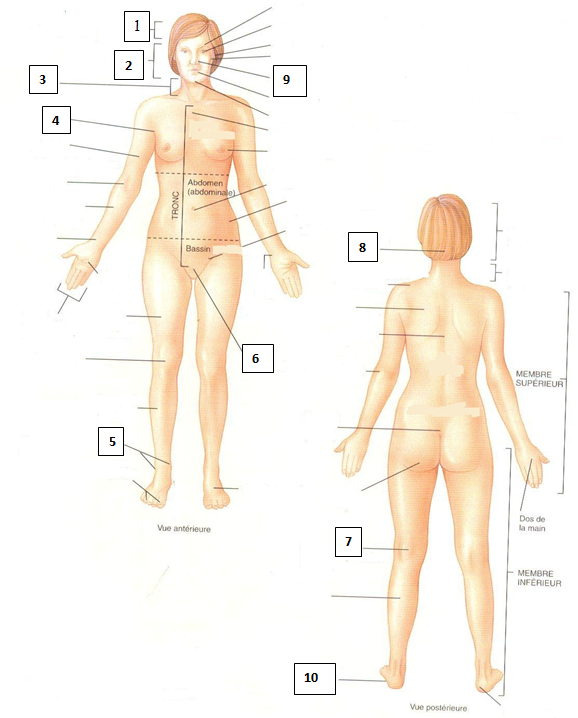 1
2
3
9
4
Abdomen
(abdominale)
TRONC
Bassin
8
6
MEMBRE
SUPÉRIEUR
5
Dos de
la main
Vue antérieure
7
MEMBRE
INFÉRIEUR
10
Vue postérieure